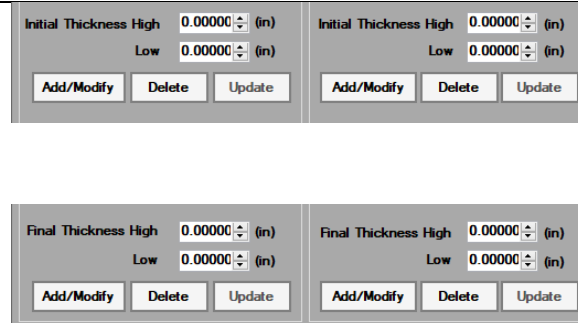 Initial Thickness High 0.00000 (in) Initial Thickness High 0.00000 (in)
Low 0.00000 (in) Low 0.00000 (in)
Add/Modify Delete Update Add/Modify Delete Update
Final Thickness High 0.00000 (in) Final Thickness High 0.00000 (in)
Low 0.00000 (in) Low 0.00000 (in)
Add/Modify Delete Update Add/Modify Delete Update